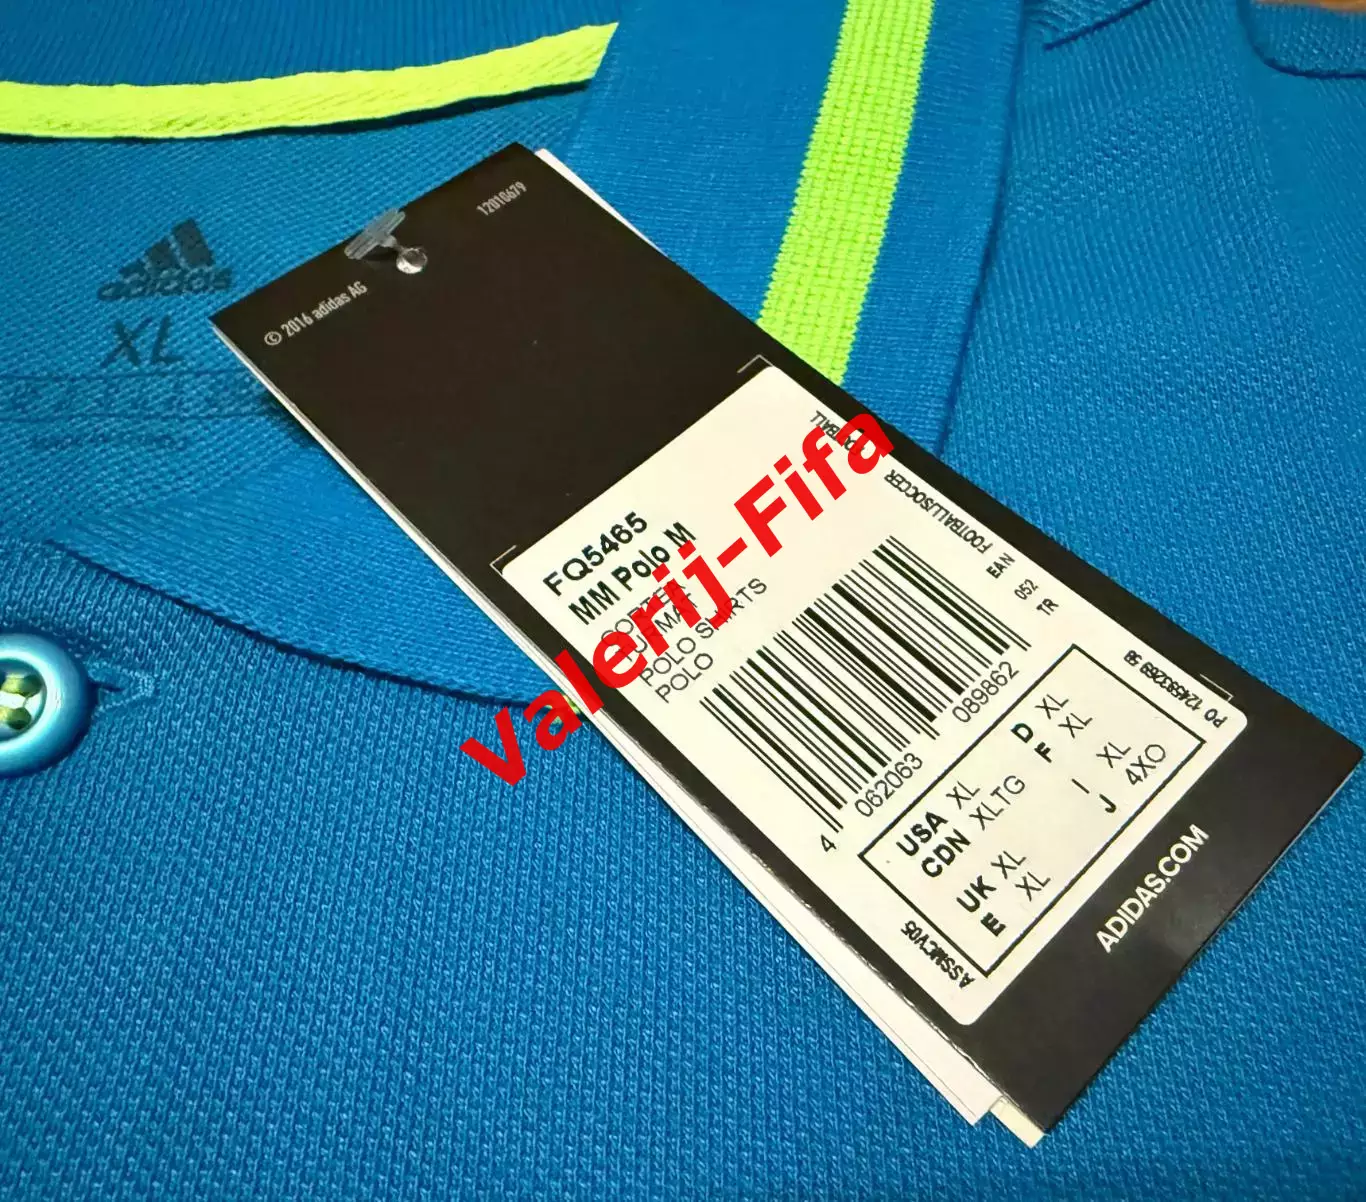 adidas
XL
12010679
© 2016 adidas AG
FQ5465
MM Polo M
POLO SHIRTS
POLO
FOOTBALL/SOCCER
EAN
052
TR
4 062063 089862
USA XL
CDN XLTG
UK XL
E XL
D XL
F XL
I XL
J 4XO
ADIDAS.COM
Valerij-Fifa